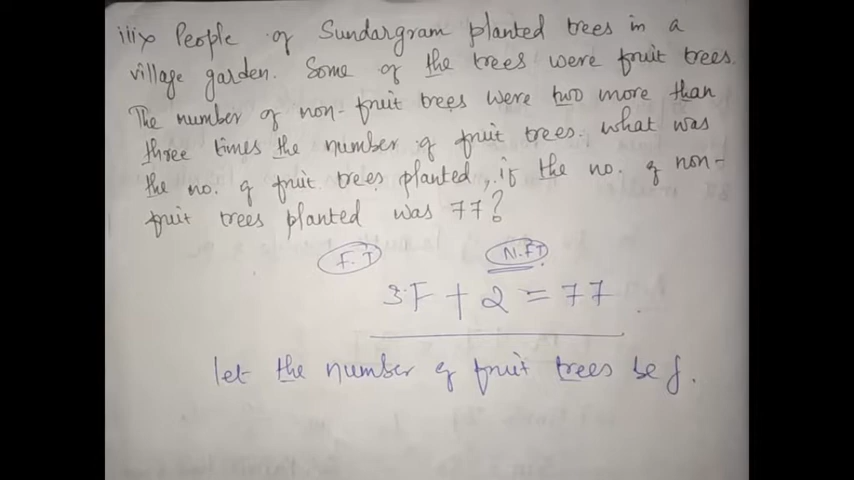 iii> People of Sundargram planted trees in a
village garden. Some of the trees were fruit trees.
The number of non-fruit trees were two more than
three times the number of fruit trees. what was
the no. of fruit trees planted, if the no. of non-
fruit trees planted was 77?
F.T N.FT.
3F + 2 = 77
let the number of fruit trees be f.